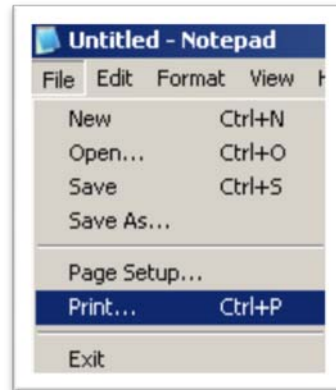 Untitled - Notepad
File Edit Format View
New Ctrl+N
Open... Ctrl+O
Save Ctrl+S
Save As...
Page Setup...
Print... Ctrl+P
Exit